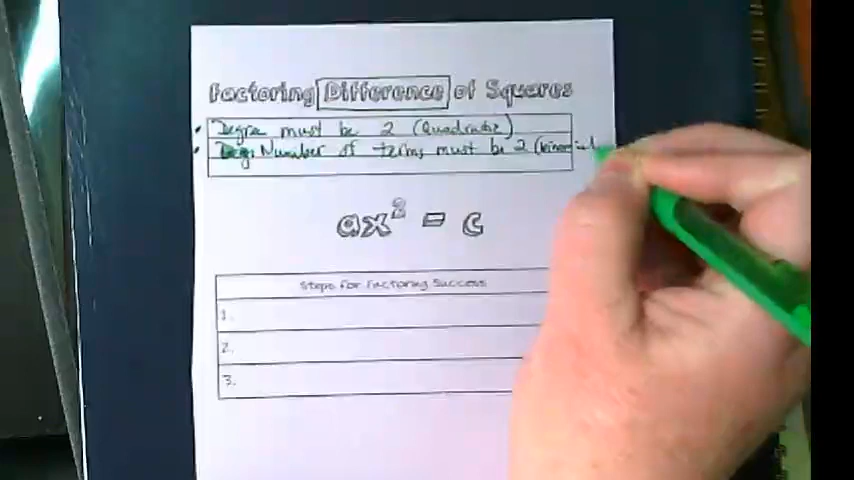 Factoring Difference of Squares
• Degree must be 2 (Quadratic)
• Number of terms must be 2 (binomial
ax² = c
Steps for Factoring Success
1.
2.
3.